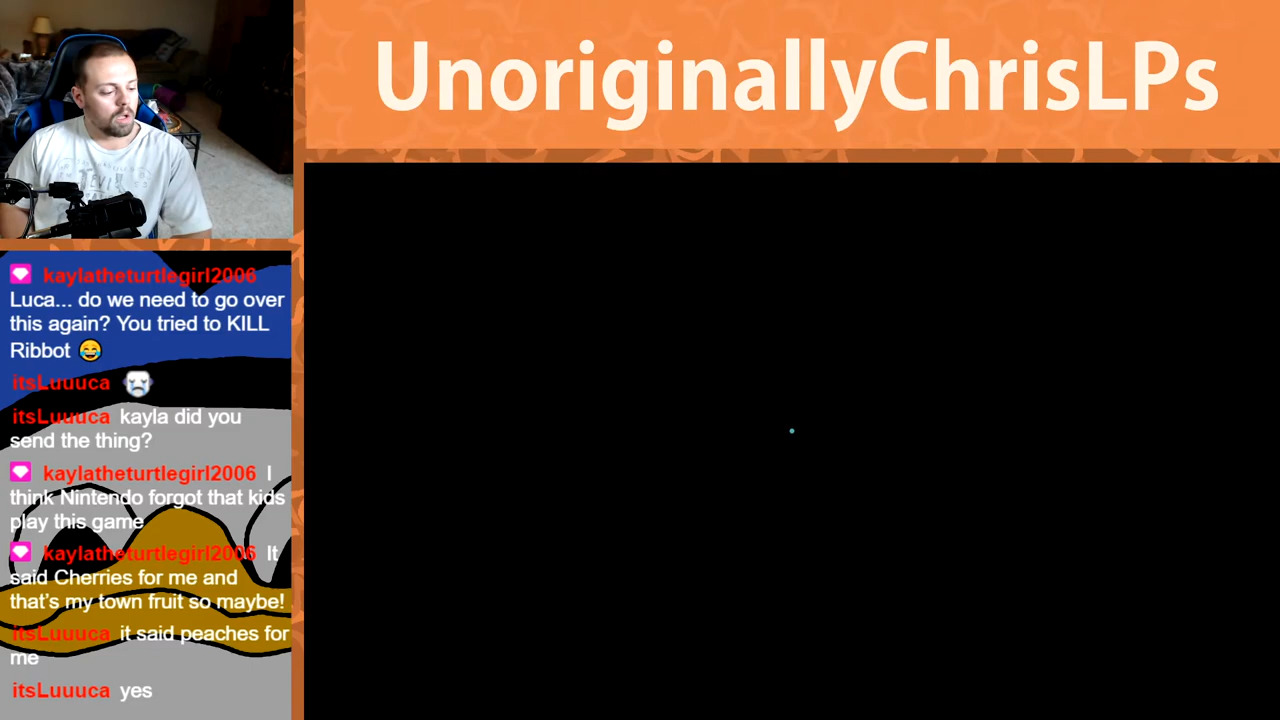 UnoriginallyChrisLPs
kaylatheturtlegirl2006
Luca... do we need to go over
this again? You tried to KILL
Ribbot 😂
itsLuuuca 😭
itsLuuuca kayla did you
send the thing?
kaylatheturtlegirl2006 I
think Nintendo forgot that kids
play this game
kaylatheturtlegirl2006 It
said Cherries for me and
that's my town fruit so maybe!
itsLuuuca it said peaches for
me
itsLuuuca yes